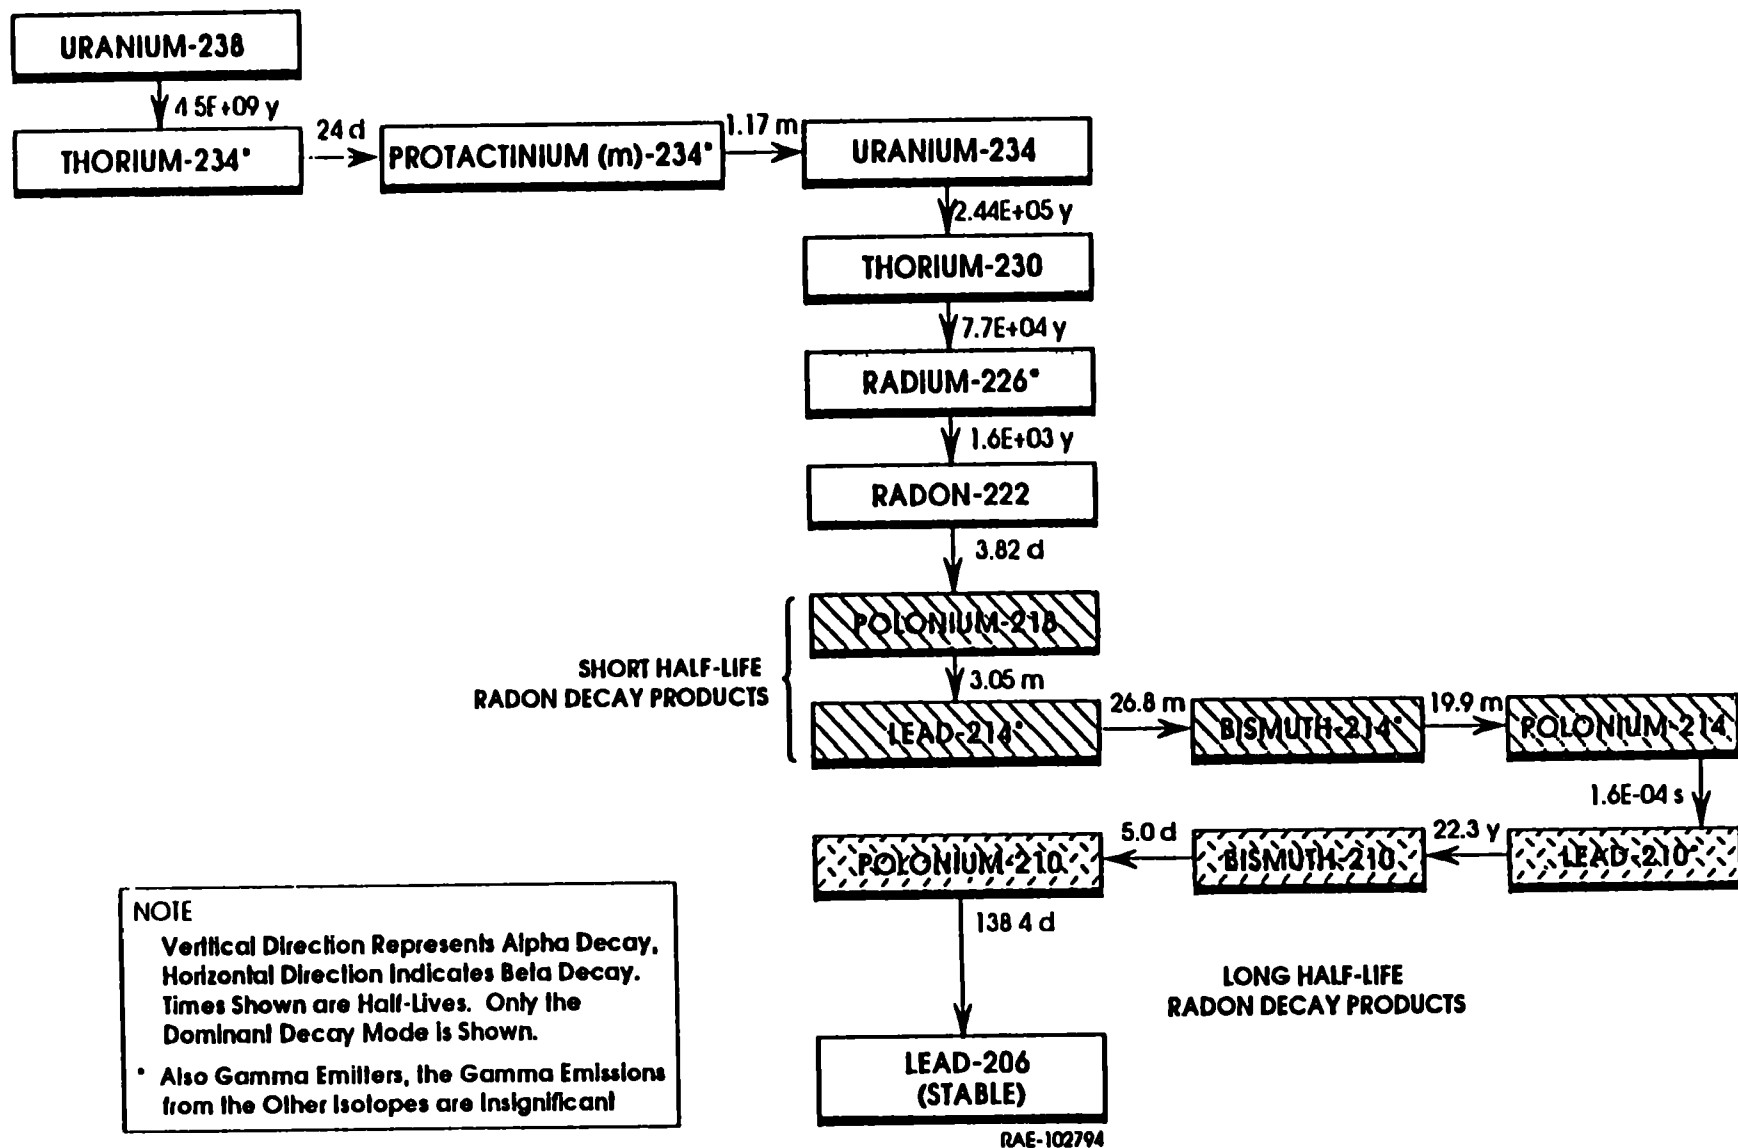 URANIUM-238
4 5E+09 y
THORIUM-234*
24 d
PROTACTINIUM (m)-234*
1.17 m
URANIUM-234
2.44E+05 y
THORIUM-230
7.7E+04 y
RADIUM-226*
1.6E+03 y
RADON-222
3.82 d
POLONIUM-218
SHORT HALF-LIFE
RADON DECAY PRODUCTS
3.05 m
LEAD-214*
26.8 m
BISMUTH-214*
19.9 m
POLONIUM-214
1.6E-04 s
LEAD-210*
22.3 y
BISMUTH-210
5.0 d
POLONIUM-210
138 4 d
LONG HALF-LIFE
RADON DECAY PRODUCTS
LEAD-206
(STABLE)
RAE-102794
NOTE
Vertical Direction Represents Alpha Decay,
Horizontal Direction Indicates Beta Decay.
Times Shown are Half-Lives. Only the
Dominant Decay Mode is Shown.
* Also Gamma Emitters, the Gamma Emissions
from the Other Isotopes are Insignificant